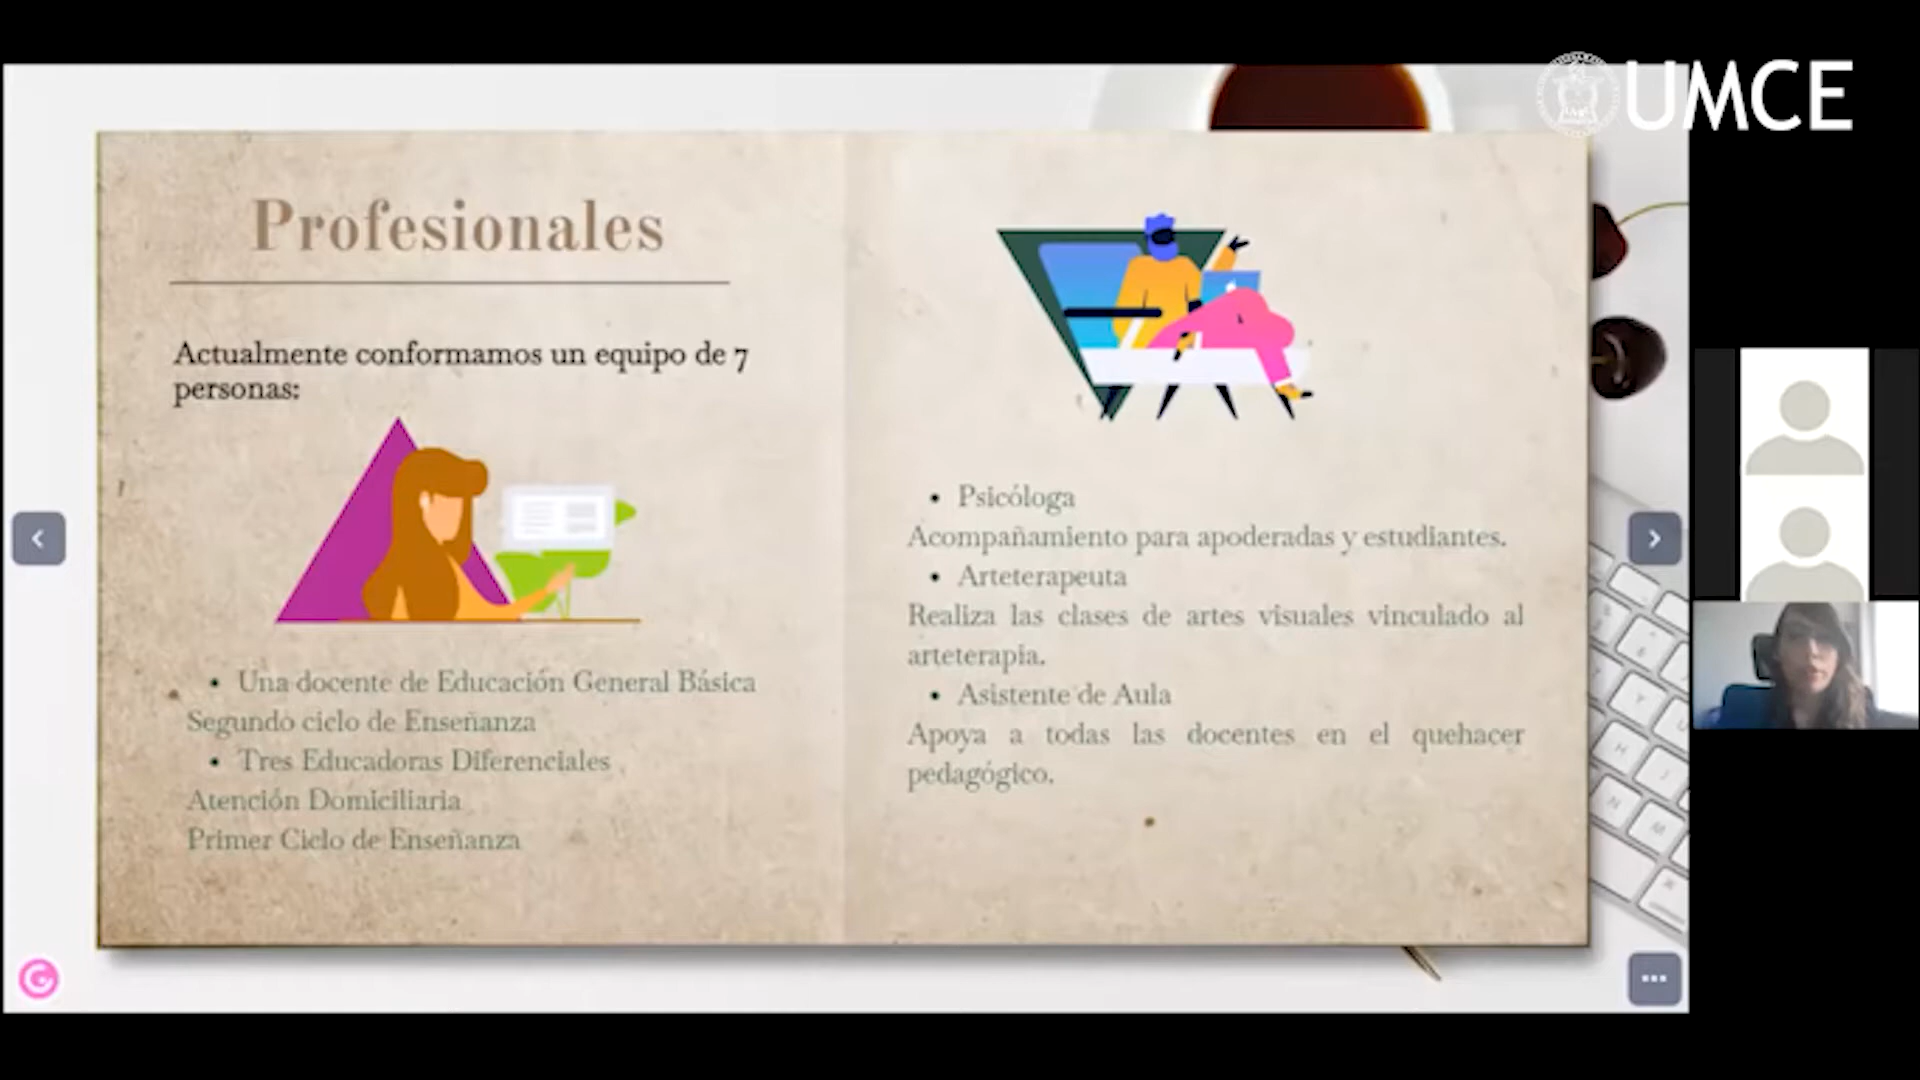 UMCE
Profesionales
Actualmente conformamos un equipo de 7
personas:
• Una docente de Educación General Básica
Segundo ciclo de Enseñanza
• Tres Educadoras Diferenciales
Atención Domiciliaria
Primer Ciclo de Enseñanza
• Psicóloga
Acompañamiento para apoderadas y estudiantes.
• Arteterapeuta
Realiza las clases de artes visuales vinculado al
arteterapia.
• Asistente de Aula
Apoya a todas las docentes en el quehacer
pedagógico.